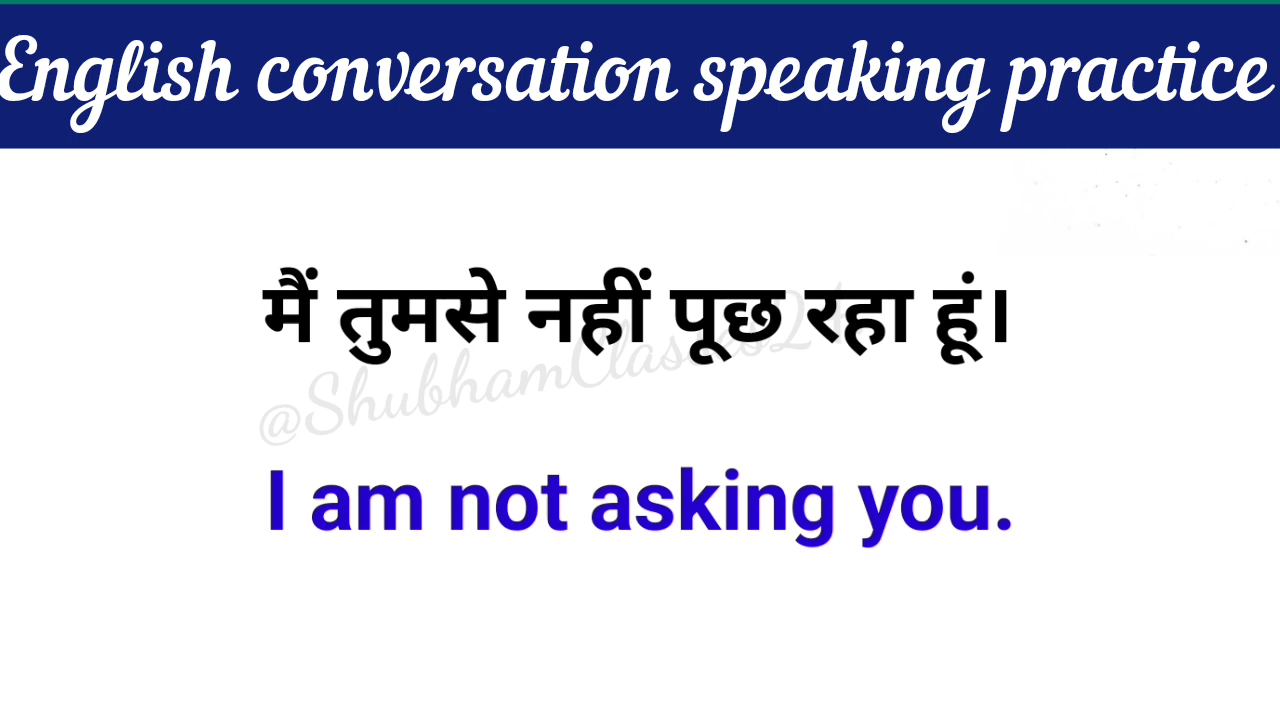 English conversation speaking practice
मैं तुमसे नहीं पूछ रहा हूं।
I am not asking you.